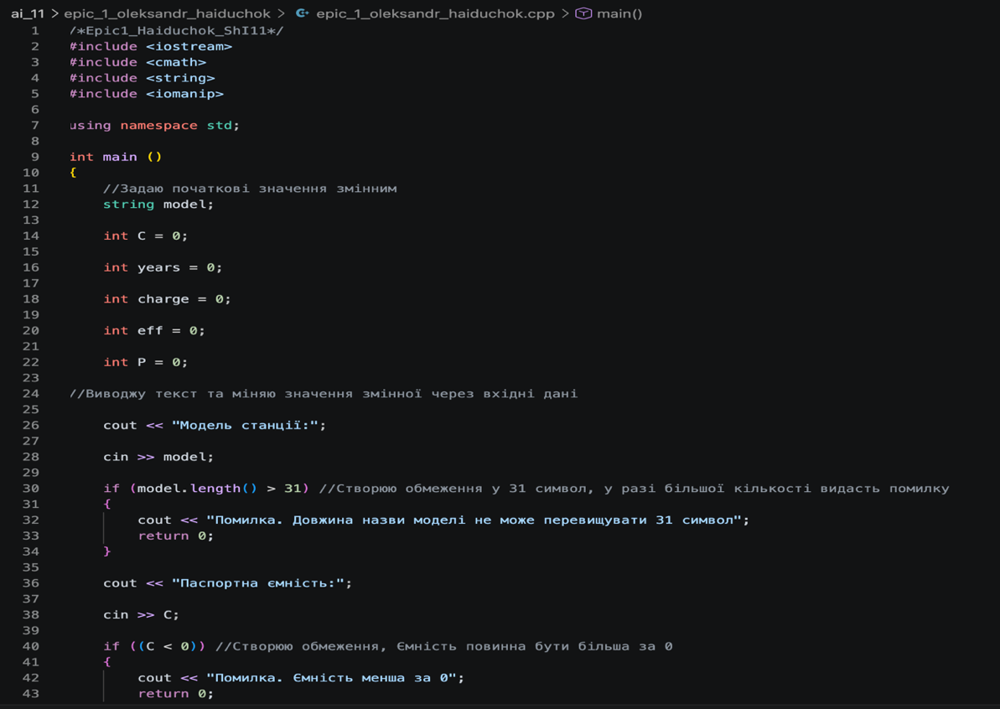 ai_11 > epic_1_oleksandr_haiduchok > epic_1_oleksandr_haiduchok.cpp > main()
1 /*Epic1_Haiduchok_ShI11*/
2 #include <iostream>
3 #include <cmath>
4 #include <string>
5 #include <iomanip>
6
7 using namespace std;
8
9 int main ()
10 {
11 //Задаю початкові значення змінним
12 string model;
13
14 int C = 0;
15
16 int years = 0;
17
18 int charge = 0;
19
20 int eff = 0;
21
22 int P = 0;
23
24 //Виводжу текст та міняю значення змінної через вхідні дані
25
26 cout << "Модель станції:";
27
28 cin >> model;
29
30 if (model.length() > 31) //Створюю обмеження у 31 символ, у разі більшої кількості видасть помилку
31 {
32 cout << "Помилка. Довжина назви моделі не може перевищувати 31 символ";
33 return 0;
34 }
35
36 cout << "Паспортна ємність:";
37
38 cin >> C;
39
40 if ((C < 0)) //Створюю обмеження, Ємність повинна бути більша за 0
41 {
42 cout << "Помилка. Ємність менша за 0";
43 return 0;